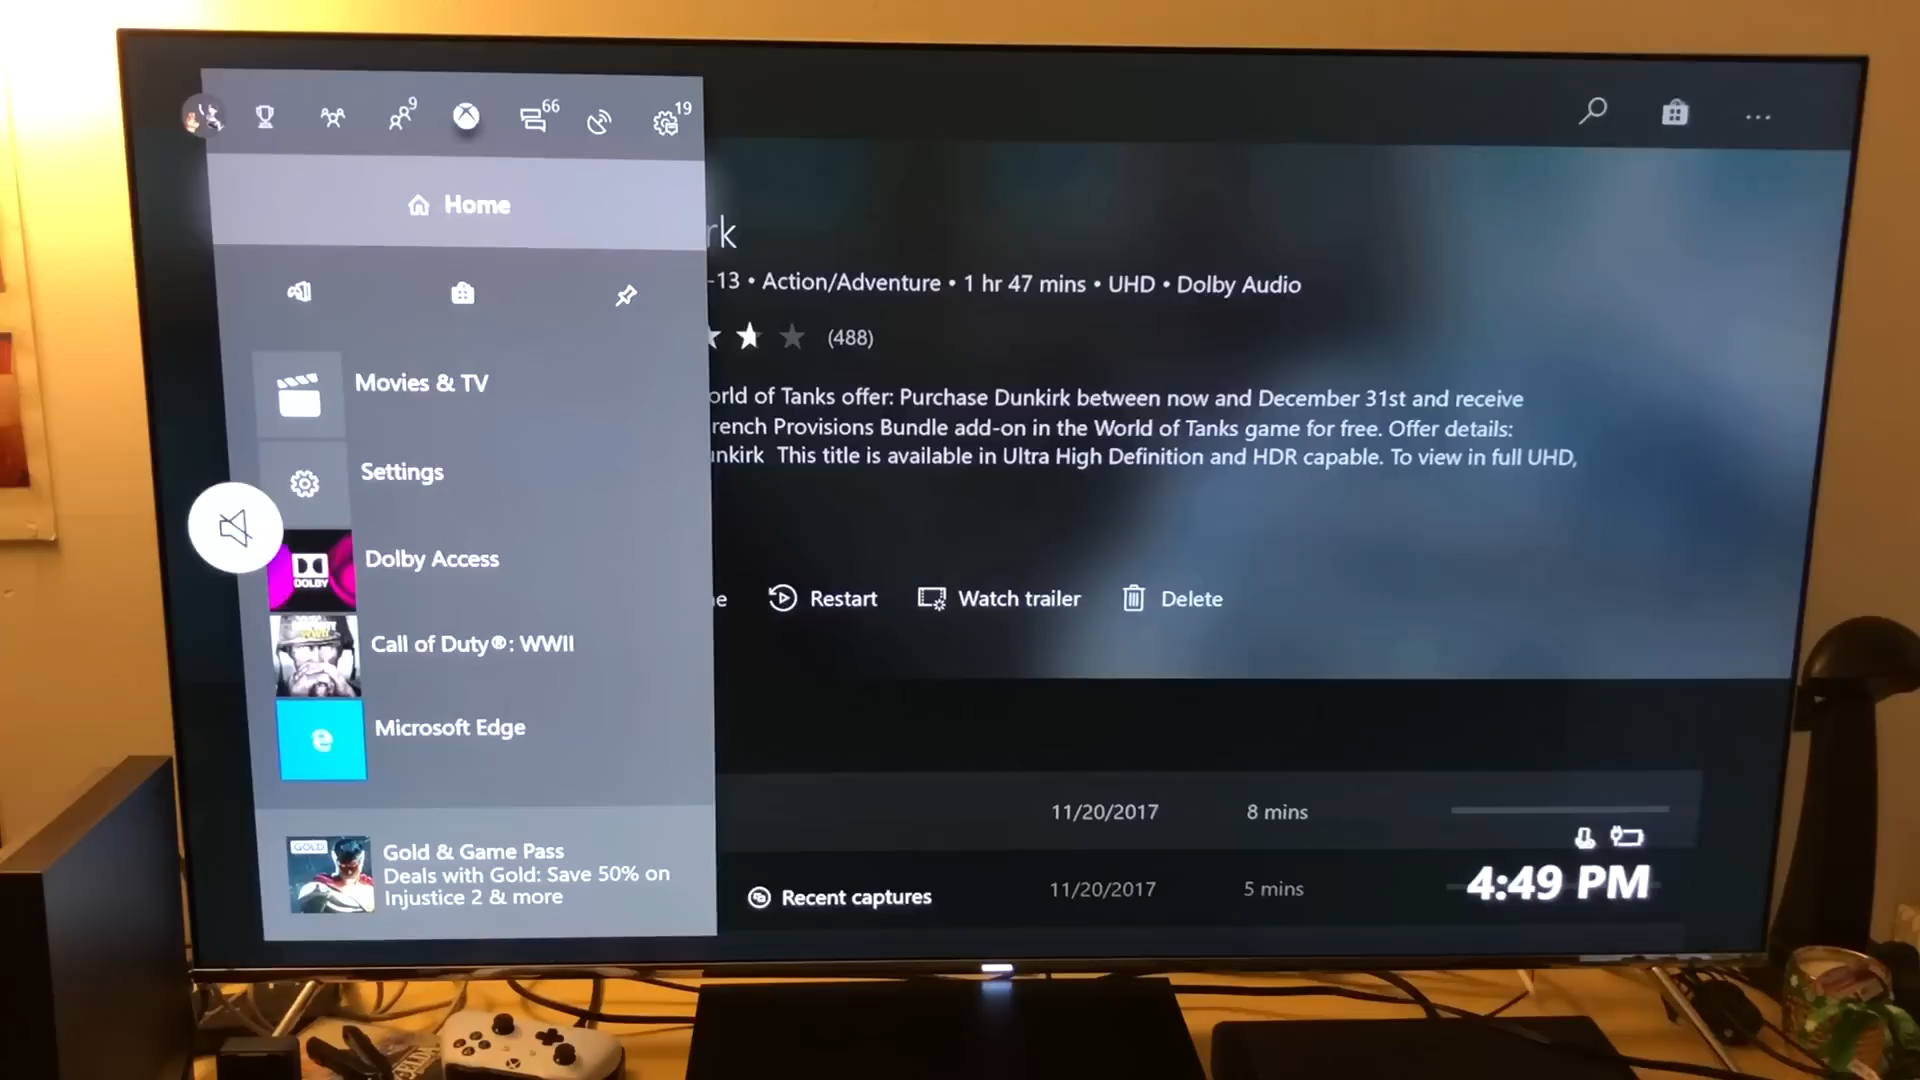 9
66
19
Home
rk
-13 • Action/Adventure • 1 hr 47 mins • UHD • Dolby Audio
(488)
Movies & TV
orld of Tanks offer: Purchase Dunkirk between now and December 31st and receive
rench Provisions Bundle add-on in the World of Tanks game for free. Offer details:
unkirk This title is available in Ultra High Definition and HDR capable. To view in full UHD,
Settings
DOLBY
Dolby Access
Restart
Watch trailer
Delete
Call of Duty®: WWII
Microsoft Edge
11/20/2017 8 mins
GOLD
Gold & Game Pass
Deals with Gold: Save 50% on
Injustice 2 & more
Recent captures
11/20/2017 5 mins
4:49 PM